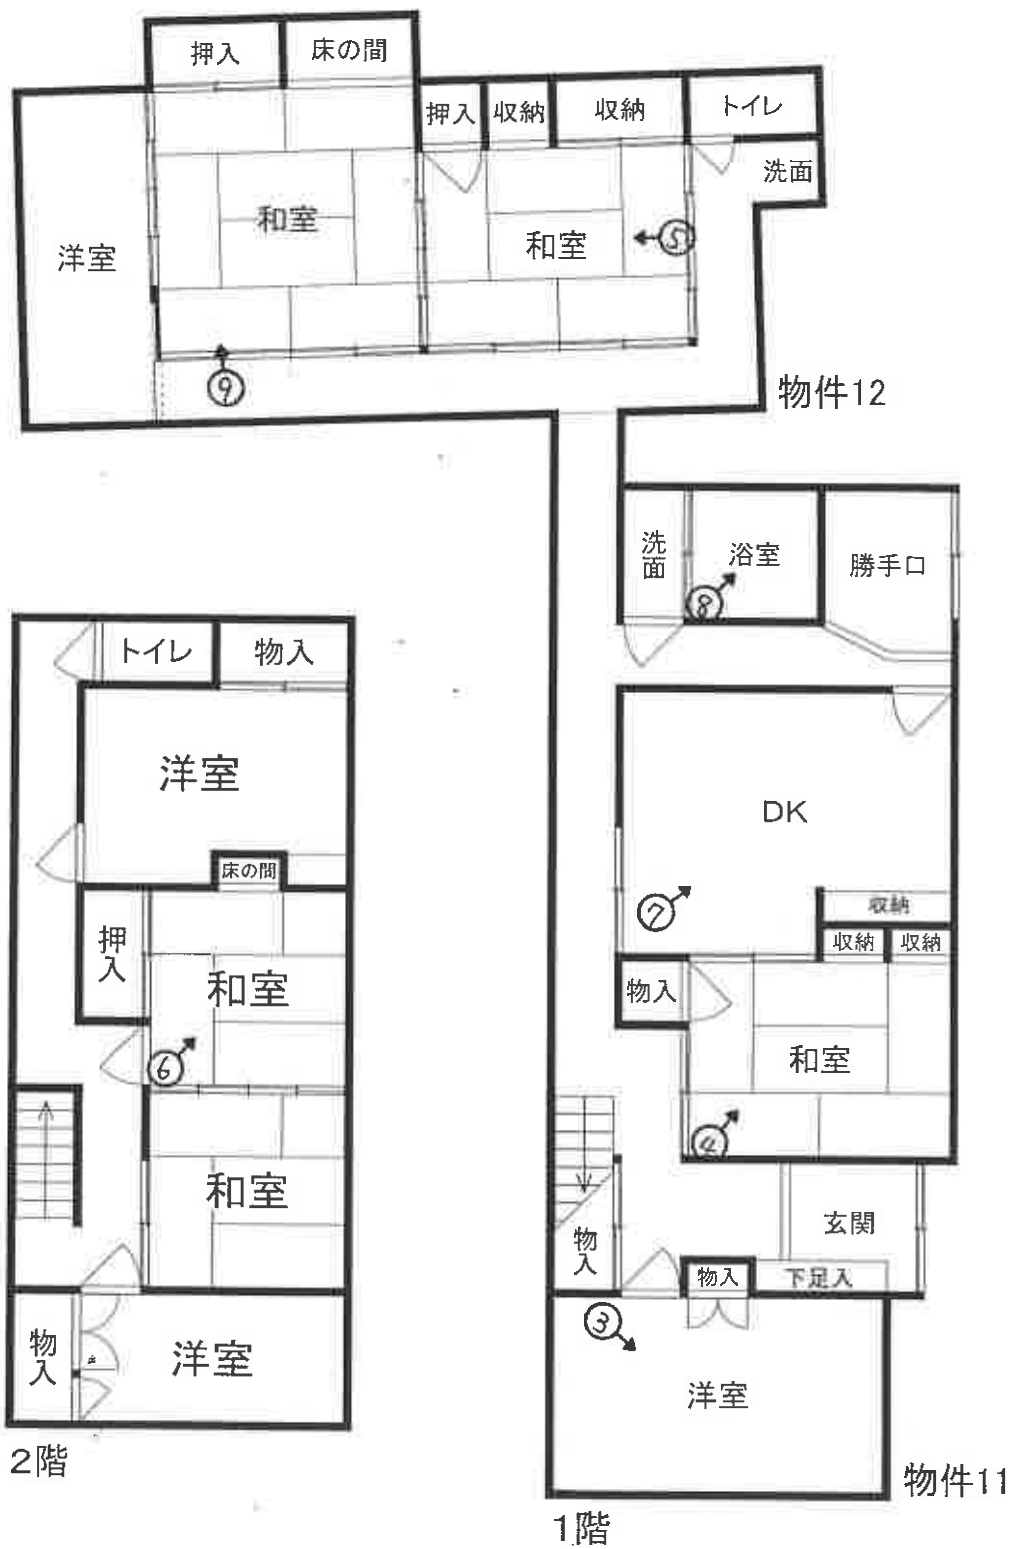 押入
床の間
押入
収納
収納
トイレ
洗面
洋室
和室
和室
⑤
⑨
物件12
洗面
浴室
勝手口
⑧
トイレ
物入
洋室
床の間
押入
和室
⑥
和室
物入
洋室
2階
DK
⑦
収納
収納
収納
物入
和室
④
玄関
物入
物入
下足入
③
洋室
物件11
1階